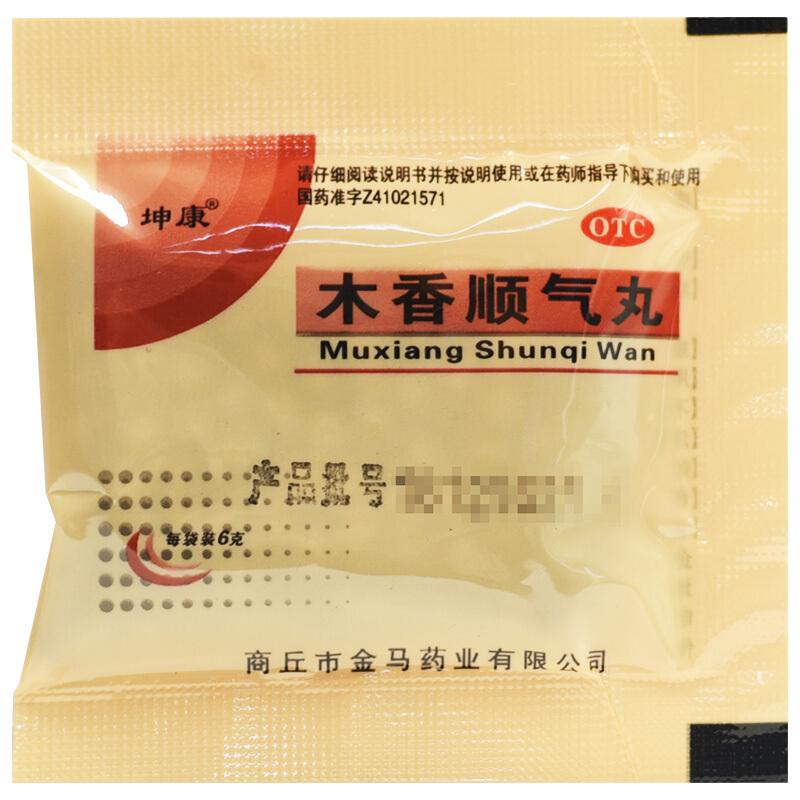 请仔细阅读说明书并按说明使用或在药师指导下购买和使用
国药准字Z41021571
坤康®
OTC
木香顺气丸
Muxiang Shunqi Wan
产品批号
每袋装6克
商丘市金马药业有限公司